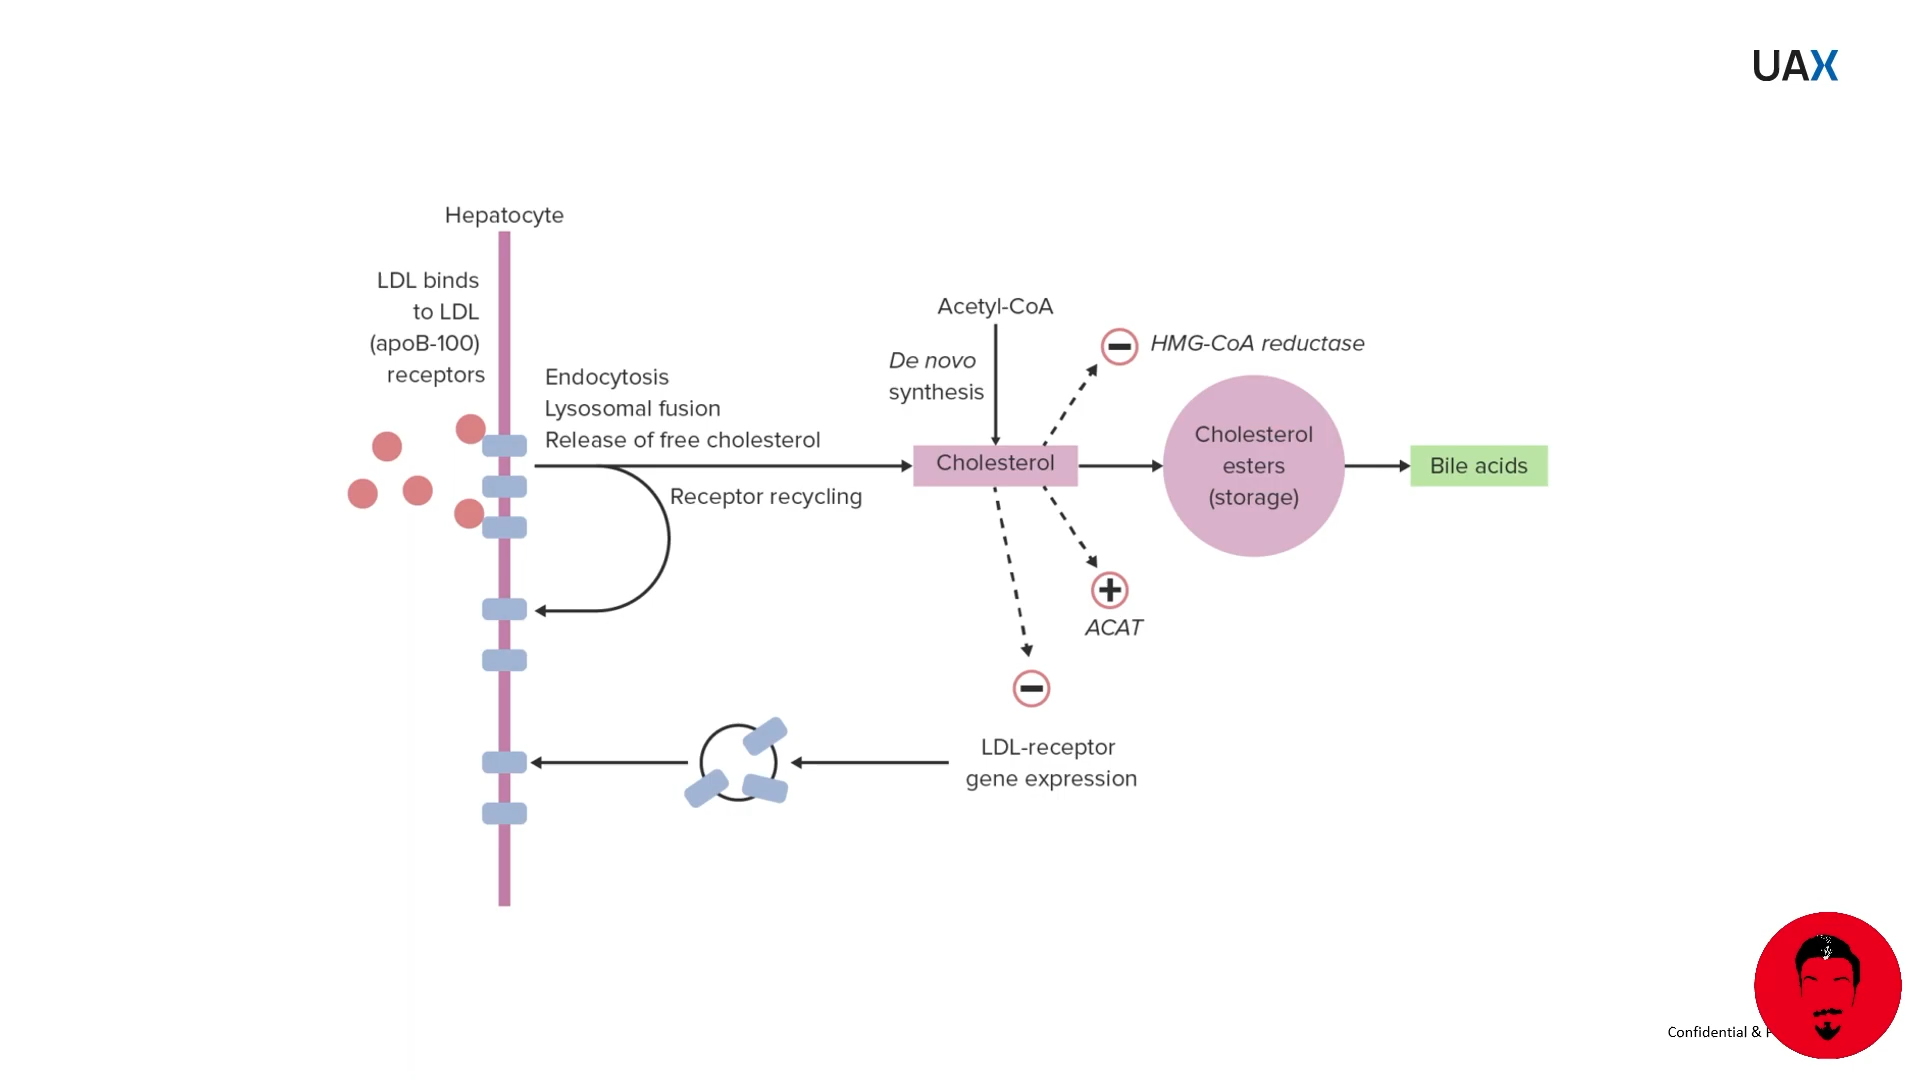 UAX
Hepatocyte
LDL binds
to LDL
(apoB-100)
receptors
Endocytosis
Lysosomal fusion
Release of free cholesterol
Receptor recycling
Acetyl-CoA
De novo
synthesis
HMG-CoA reductase
Cholesterol
Cholesterol
esters
(storage)
Bile acids
ACAT
LDL-receptor
gene expression
Confidential &